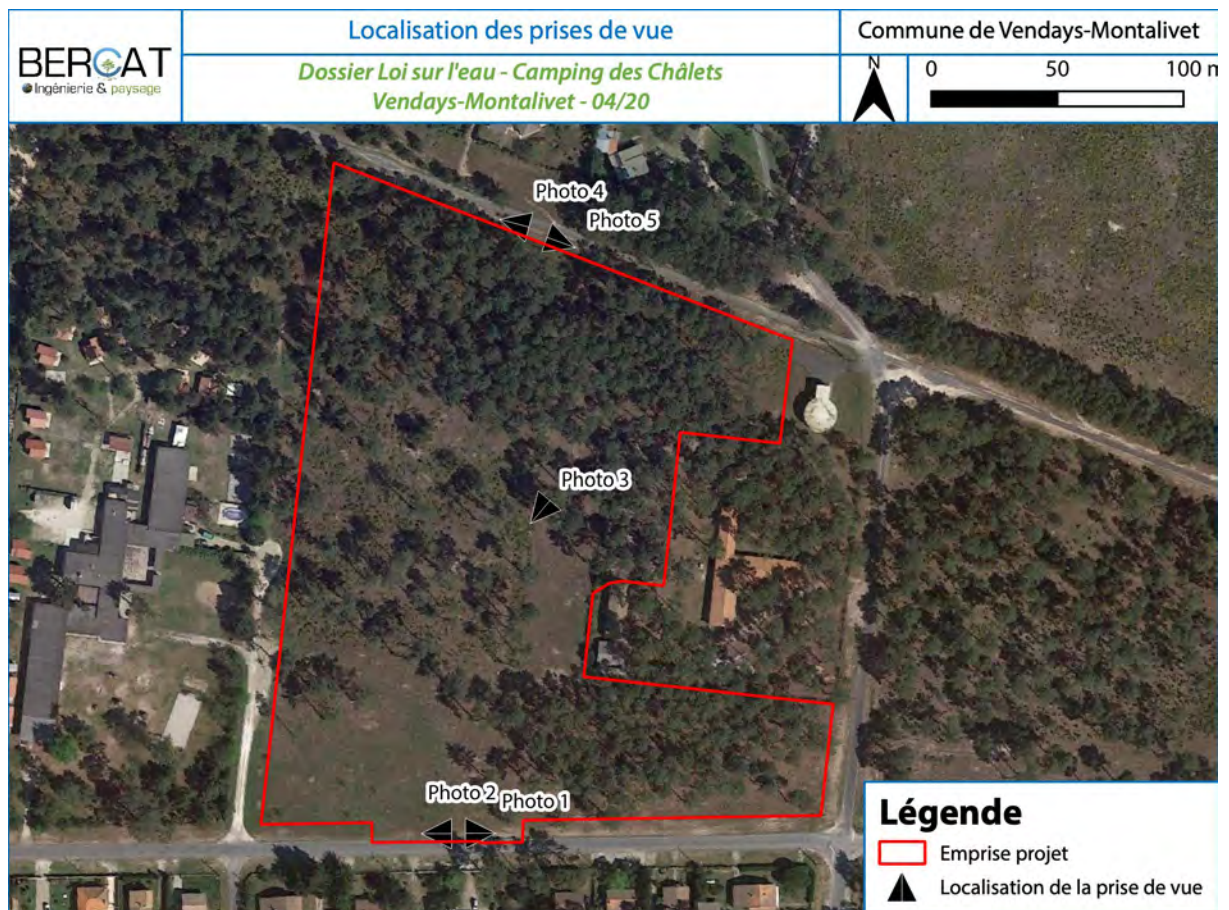 BERCAT
Ingénierie & paysage
Localisation des prises de vue
Dossier Loi sur l'eau - Camping des Châlets
Vendays-Montalivet - 04/20
Commune de Vendays-Montalivet
N
0 50 100 m
Photo 4
Photo 5
Photo 3
Photo 2
Photo 1
Légende
Emprise projet
Localisation de la prise de vue